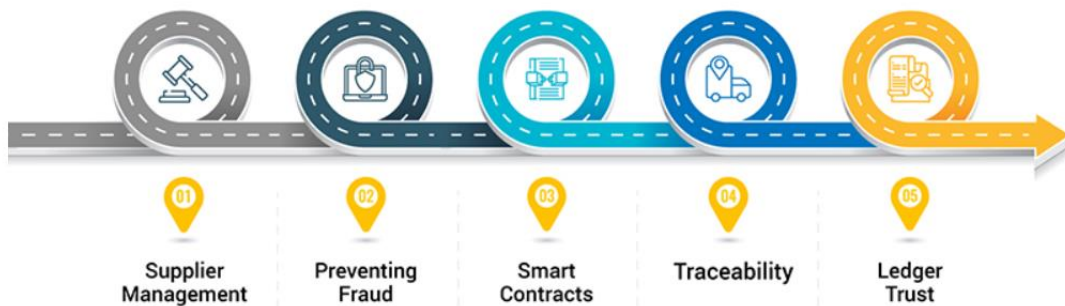 01
Supplier
Management
02
Preventing
Fraud
03
Smart
Contracts
04
Traceability
05
Ledger
Trust